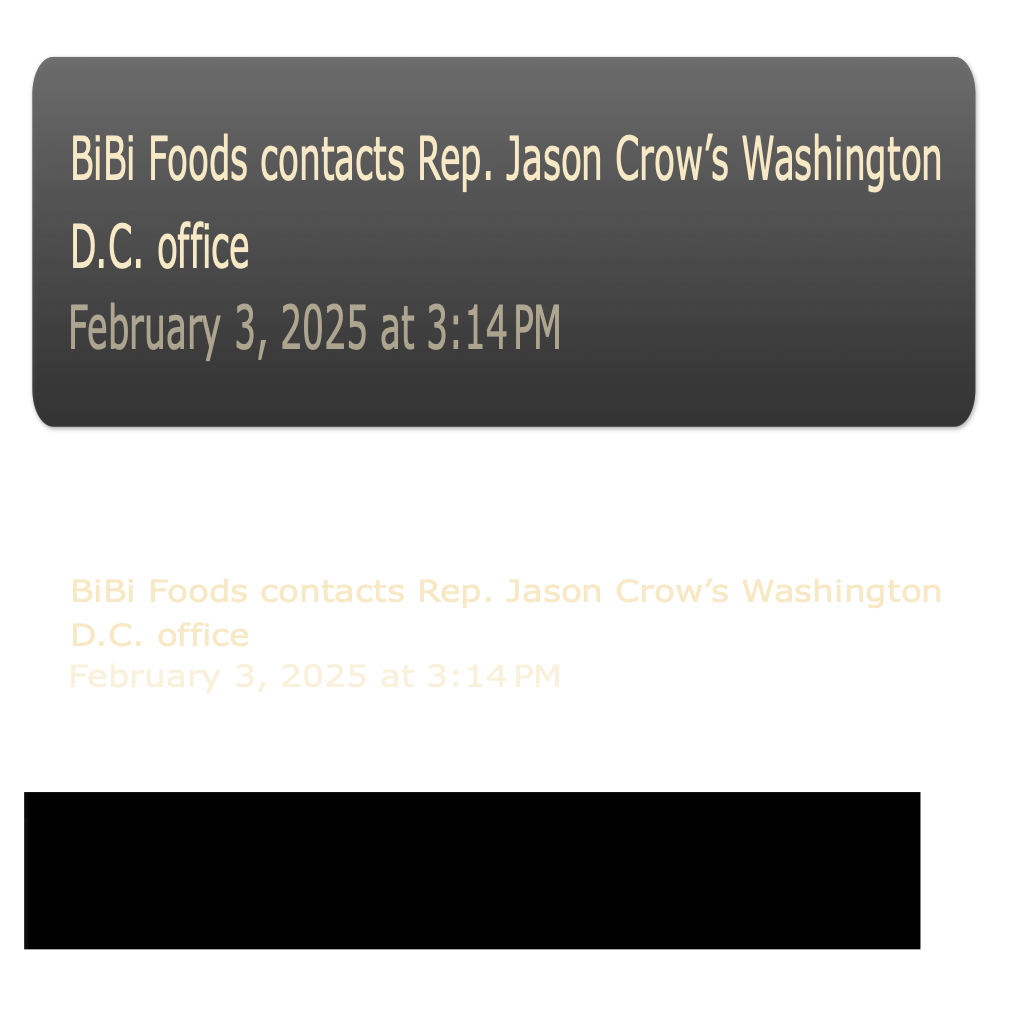 BiBi Foods contacts Rep. Jason Crow’s Washington
D.C. office
February 3, 2025 at 3:14 PM
BiBi Foods contacts Rep. Jason Crow’s Washington
D.C. office
February 3, 2025 at 3:14 PM